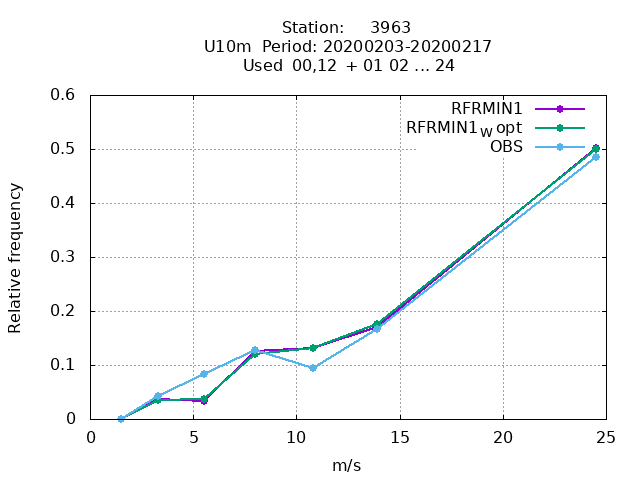 Station: 3963
U10m Period: 20200203-20200217
Used 00,12 + 01 02 ... 24
0.6
RFRMIN1
RFRMIN1w opt
OBS
0.5
0.4
0.3
0.2
0.1
0
Relative frequency
0 5 10 15 20 25
m/s